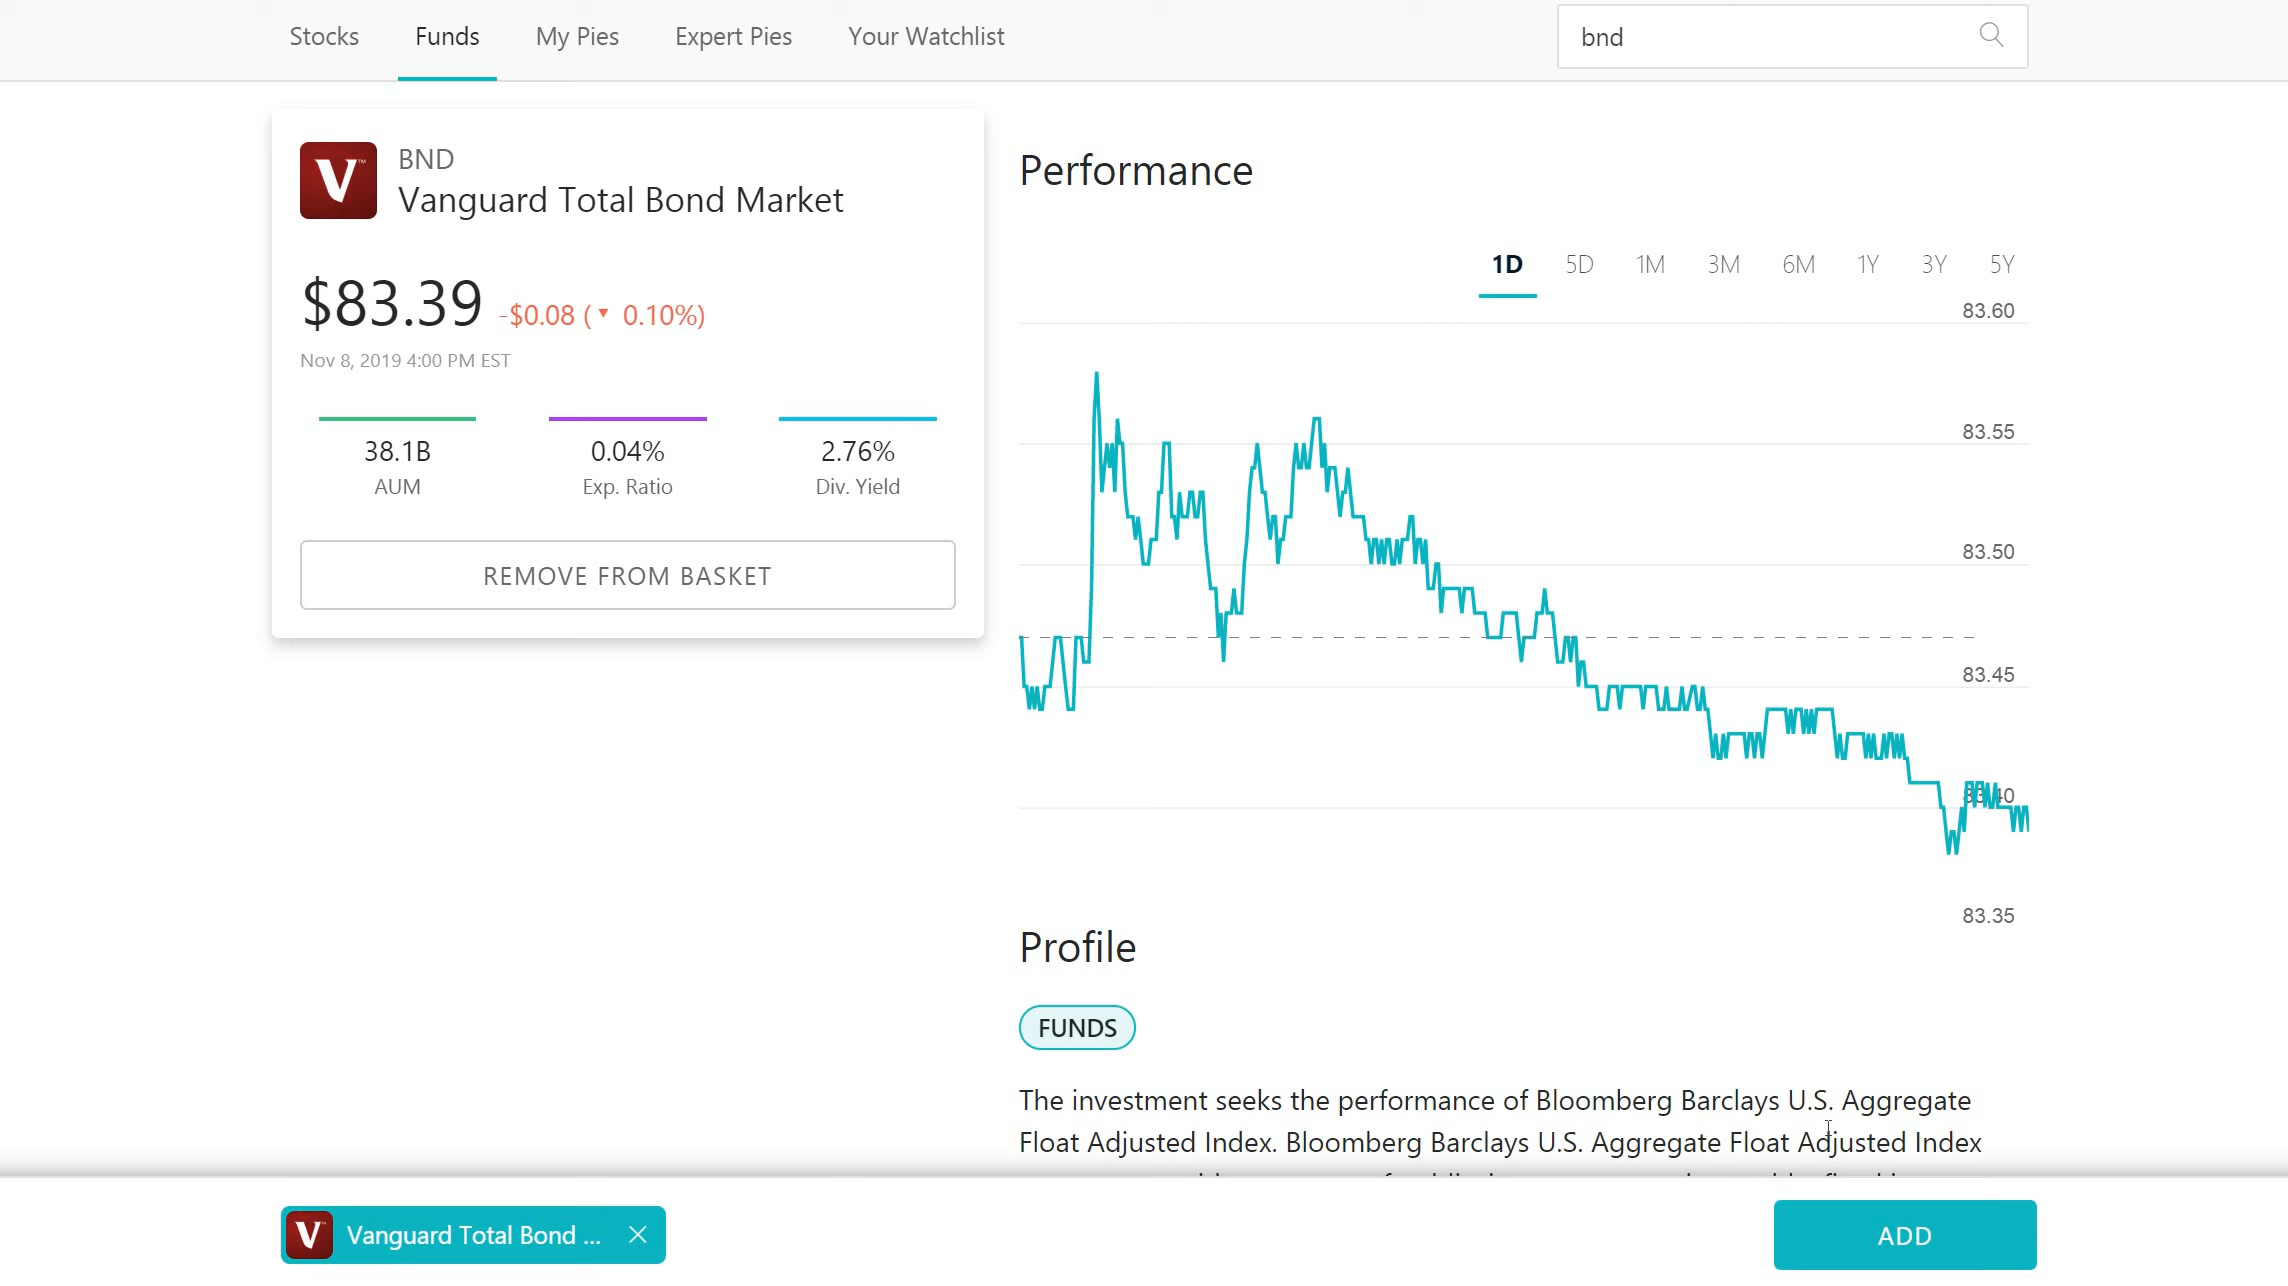 Stocks Funds My Pies Expert Pies Your Watchlist bnd
V™ BND
Vanguard Total Bond Market
$83.39 -$0.08 (▼ 0.10%)
Nov 8, 2019 4:00 PM EST
38.1B 0.04% 2.76%
AUM Exp. Ratio Div. Yield
REMOVE FROM BASKET
Performance
1D 5D 1M 3M 6M 1Y 3Y 5Y
83.60
83.55
83.50
83.45
83.40
83.35
Profile
FUNDS
The investment seeks the performance of Bloomberg Barclays U.S. Aggregate
Float Adjusted Index. Bloomberg Barclays U.S. Aggregate Float Adjusted Index
V Vanguard Total Bond ... ×
ADD